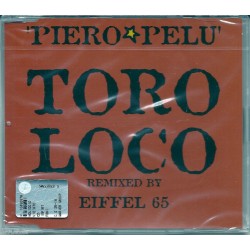 'PIERO★PELU'
TORO
LOCO
REMIXED BY
EIFFEL 65